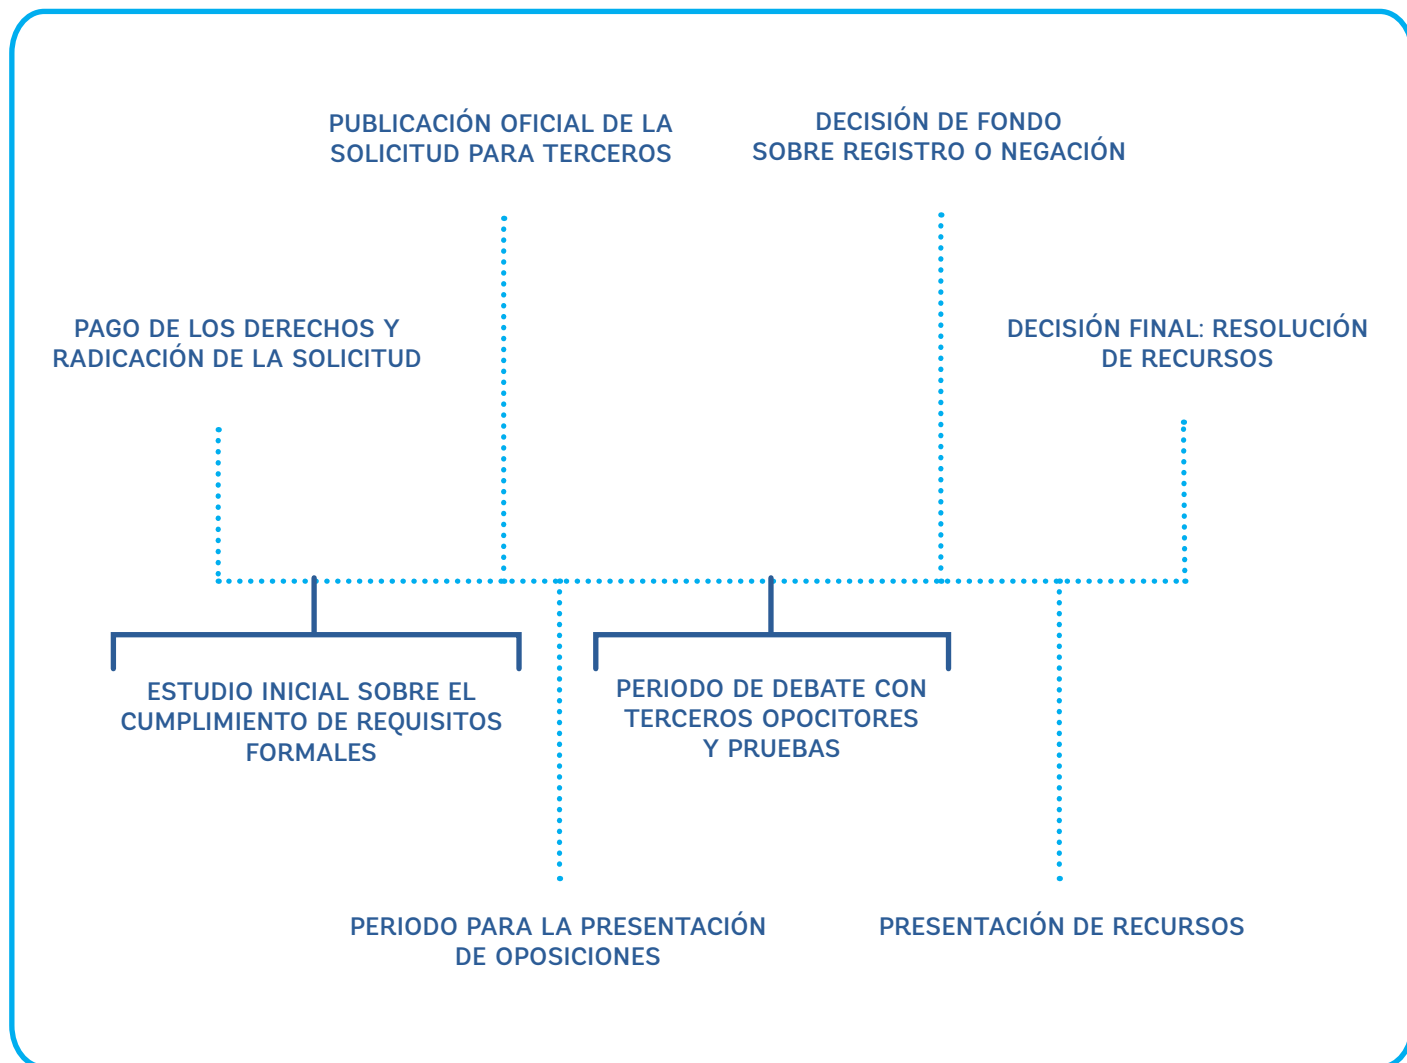 PUBLICACIÓN OFICIAL DE LA
SOLICITUD PARA TERCEROS
DECISIÓN DE FONDO
SOBRE REGISTRO O NEGACIÓN
PAGO DE LOS DERECHOS Y
RADICACIÓN DE LA SOLICITUD
DECISIÓN FINAL: RESOLUCIÓN
DE RECURSOS
ESTUDIO INICIAL SOBRE EL
CUMPLIMIENTO DE REQUISITOS
FORMALES
PERIODO DE DEBATE CON
TERCEROS OPOCITORES
Y PRUEBAS
PERIODO PARA LA PRESENTACIÓN
DE OPOSICIONES
PRESENTACIÓN DE RECURSOS